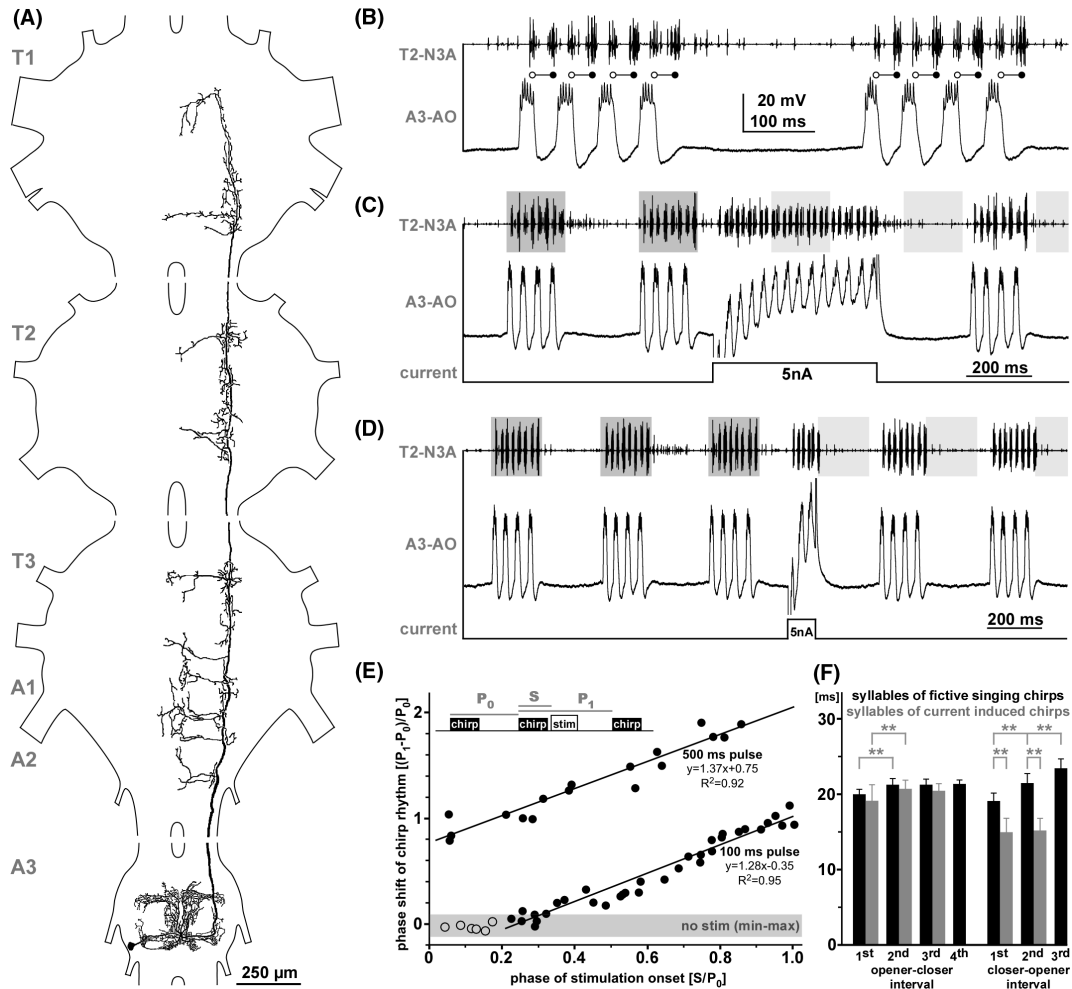 (A)
T1
T2
T3
A1
A2
A3
250 µm
(B)
T2-N3A
A3-AO
20 mV
100 ms
(C)
T2-N3A
A3-AO
current
5nA
200 ms
(D)
T2-N3A
A3-AO
current
5nA
200 ms
(E)
phase shift of chirp rhythm [(P1-P0)/P0]
2
1
0
P0 S P1
chirp chirp stim chirp
500 ms pulse
y=1.37x+0.75
R²=0.92
100 ms pulse
y=1.28x-0.35
R²=0.95
no stim (min-max)
0 0.2 0.4 0.6 0.8 1.0
phase of stimulation onset [S/P0]
(F)
[ms]
syllables of fictive singing chirps
syllables of current induced chirps
30
20
10
0
** ** ** **
** **
1st 2nd 3rd 4th 1st 2nd 3rd
opener-closer closer-opener
interval interval